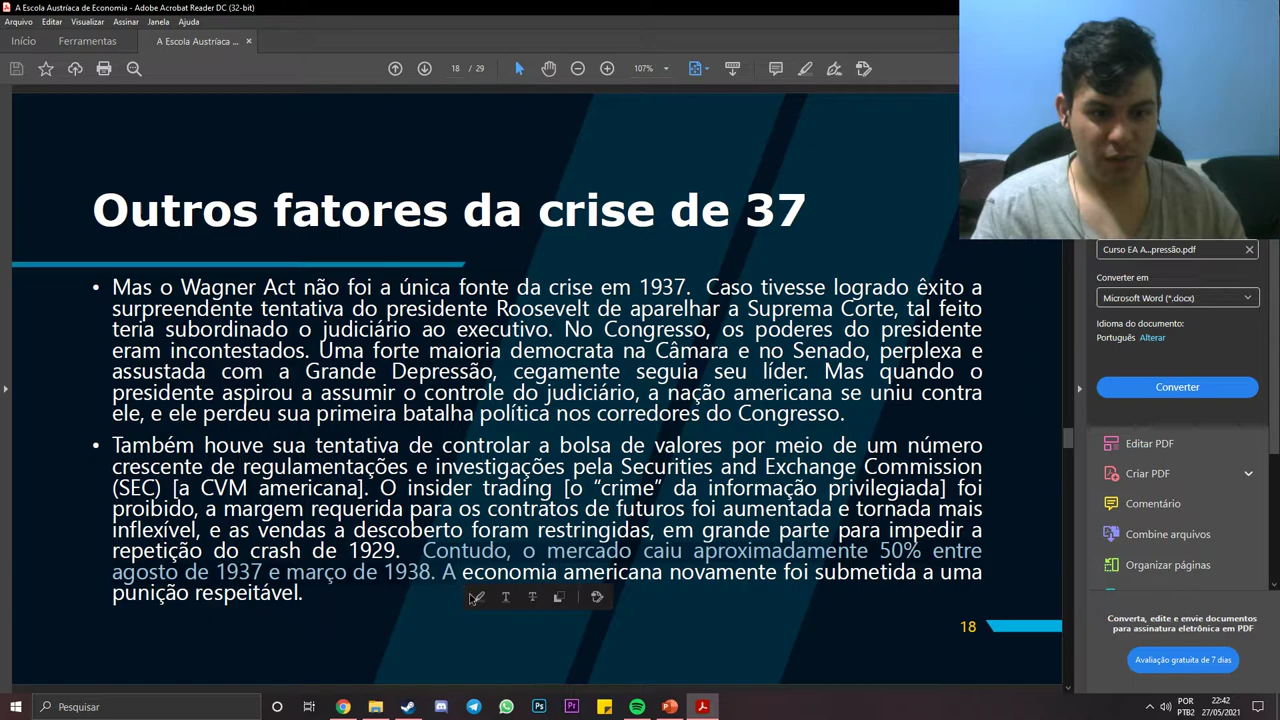 A Escola Austríaca de Economia - Adobe Acrobat Reader DC (32-bit)
Arquivo Editar Visualizar Assinar Janela Ajuda
Início Ferramentas A Escola Austríaca ... ×
18 / 29 107%
Outros fatores da crise de 37
• Mas o Wagner Act não foi a única fonte da crise em 1937. Caso tivesse logrado êxito a
surpreendente tentativa do presidente Roosevelt de aparelhar a Suprema Corte, tal feito
teria subordinado o judiciário ao executivo. No Congresso, os poderes do presidente
eram incontestados. Uma forte maioria democrata na Câmara e no Senado, perplexa e
assustada com a Grande Depressão, cegamente seguia seu líder. Mas quando o
presidente aspirou a assumir o controle do judiciário, a nação americana se uniu contra
ele, e ele perdeu sua primeira batalha política nos corredores do Congresso.
• Também houve sua tentativa de controlar a bolsa de valores por meio de um número
crescente de regulamentações e investigações pela Securities and Exchange Commission
(SEC) [a CVM americana]. O insider trading [o “crime” da informação privilegiada] foi
proibido, a margem requerida para os contratos de futuros foi aumentada e tornada mais
inflexível, e as vendas a descoberto foram restringidas, em grande parte para impedir a
repetição do crash de 1929. Contudo, o mercado caiu aproximadamente 50% entre
agosto de 1937 e março de 1938. A economia americana novamente foi submetida a uma
punição respeitável.
18
Curso EA A...pressão.pdf
Converter em
Microsoft Word (*.docx)
Idioma do documento:
Português Alterar
Converter
Editar PDF
Criar PDF
Comentário
Combine arquivos
Organizar páginas
Converta, edite e envie documentos
para assinatura eletrônica em PDF
Avaliação gratuita de 7 dias
Pesquisar
POR
PTB2
22:42
27/05/2021